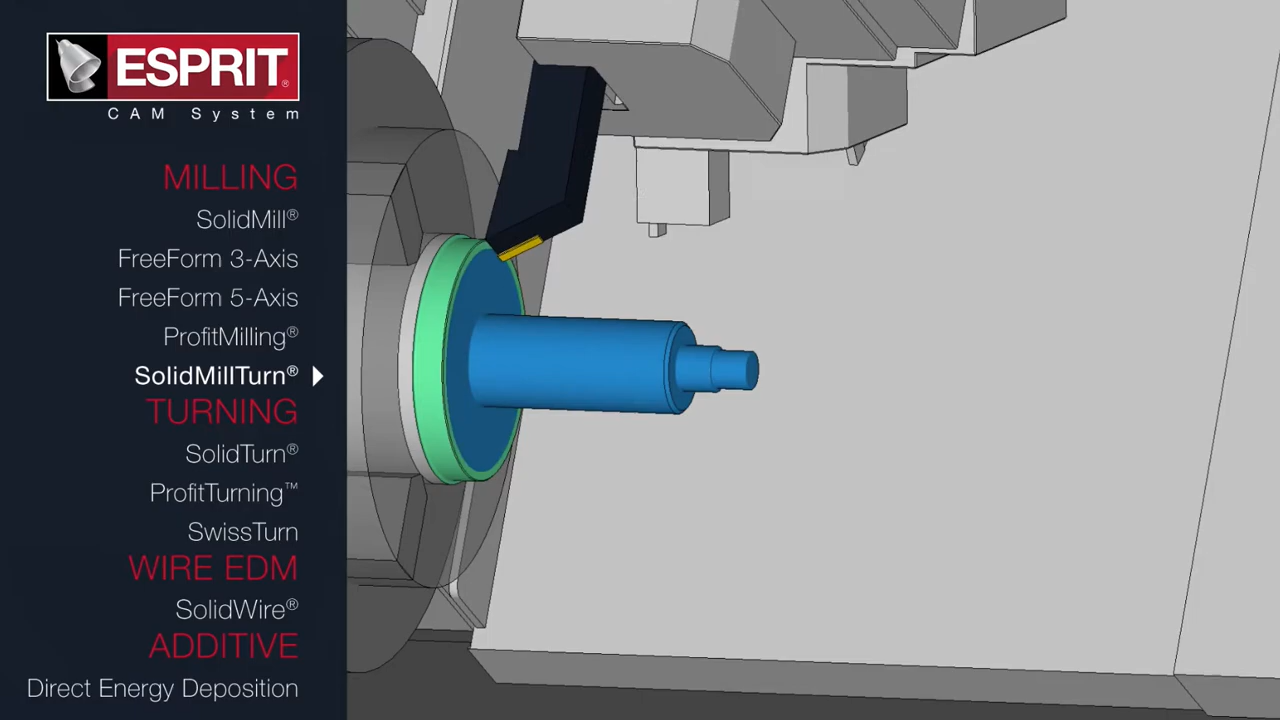 ESPRIT®
CAM System
MILLING
SolidMill®
FreeForm 3-Axis
FreeForm 5-Axis
ProfitMilling®
SolidMillTurn®
TURNING
SolidTurn®
ProfitTurning™
SwissTurn
WIRE EDM
SolidWire®
ADDITIVE
Direct Energy Deposition